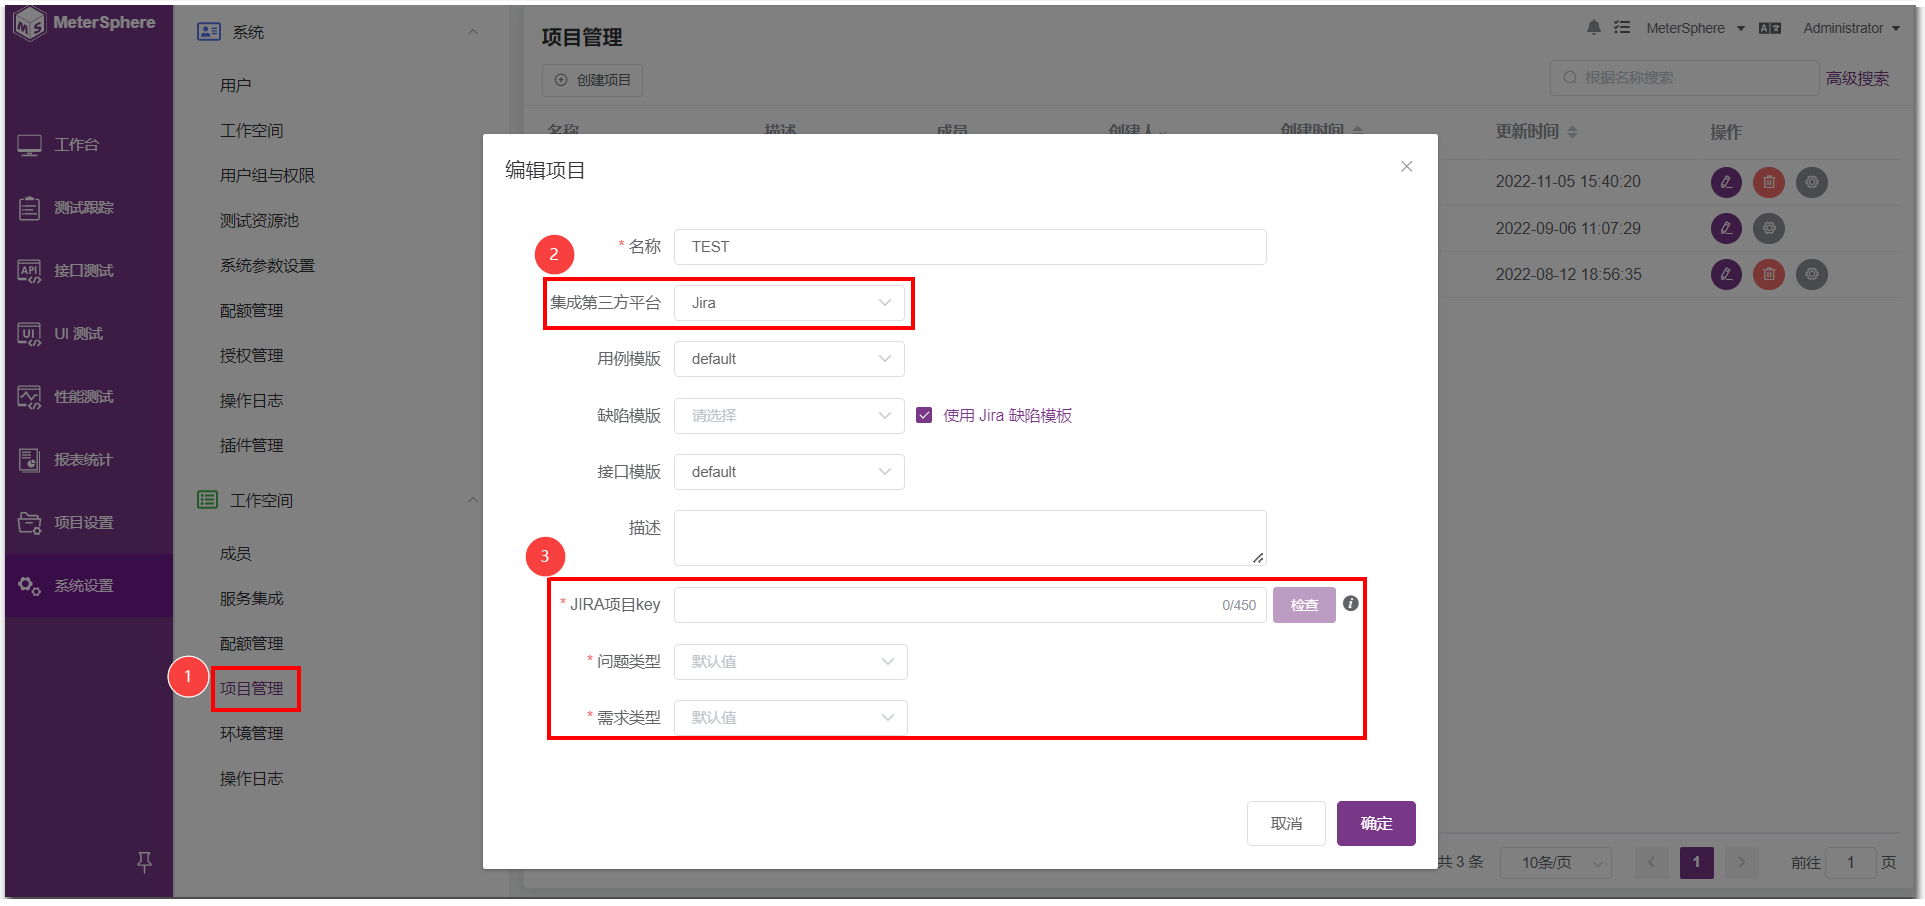 MeterSphere
工作台
测试跟踪
接口测试
UI 测试
性能测试
报表统计
项目设置
系统设置
系统
用户
工作空间
用户组与权限
测试资源池
系统参数设置
配额管理
授权管理
操作日志
插件管理
工作空间
成员
服务集成
配额管理
1
项目管理
环境管理
操作日志
项目管理
MeterSphere
Administrator
创建项目
根据名称搜索
高级搜索
名称 描述 成员 创建人 创建时间 更新时间 操作
2022-11-05 15:40:20
2022-09-06 11:07:29
2022-08-12 18:56:35
编辑项目
2
* 名称 TEST
集成第三方平台 Jira
用例模版 default
缺陷模版 请选择 使用 Jira 缺陷模板
接口模版 default
描述
3
* JIRA项目key 0/450 检查
* 问题类型 默认值
* 需求类型 默认值
取消 确定
共 3 条 10条/页 1 前往 1 页